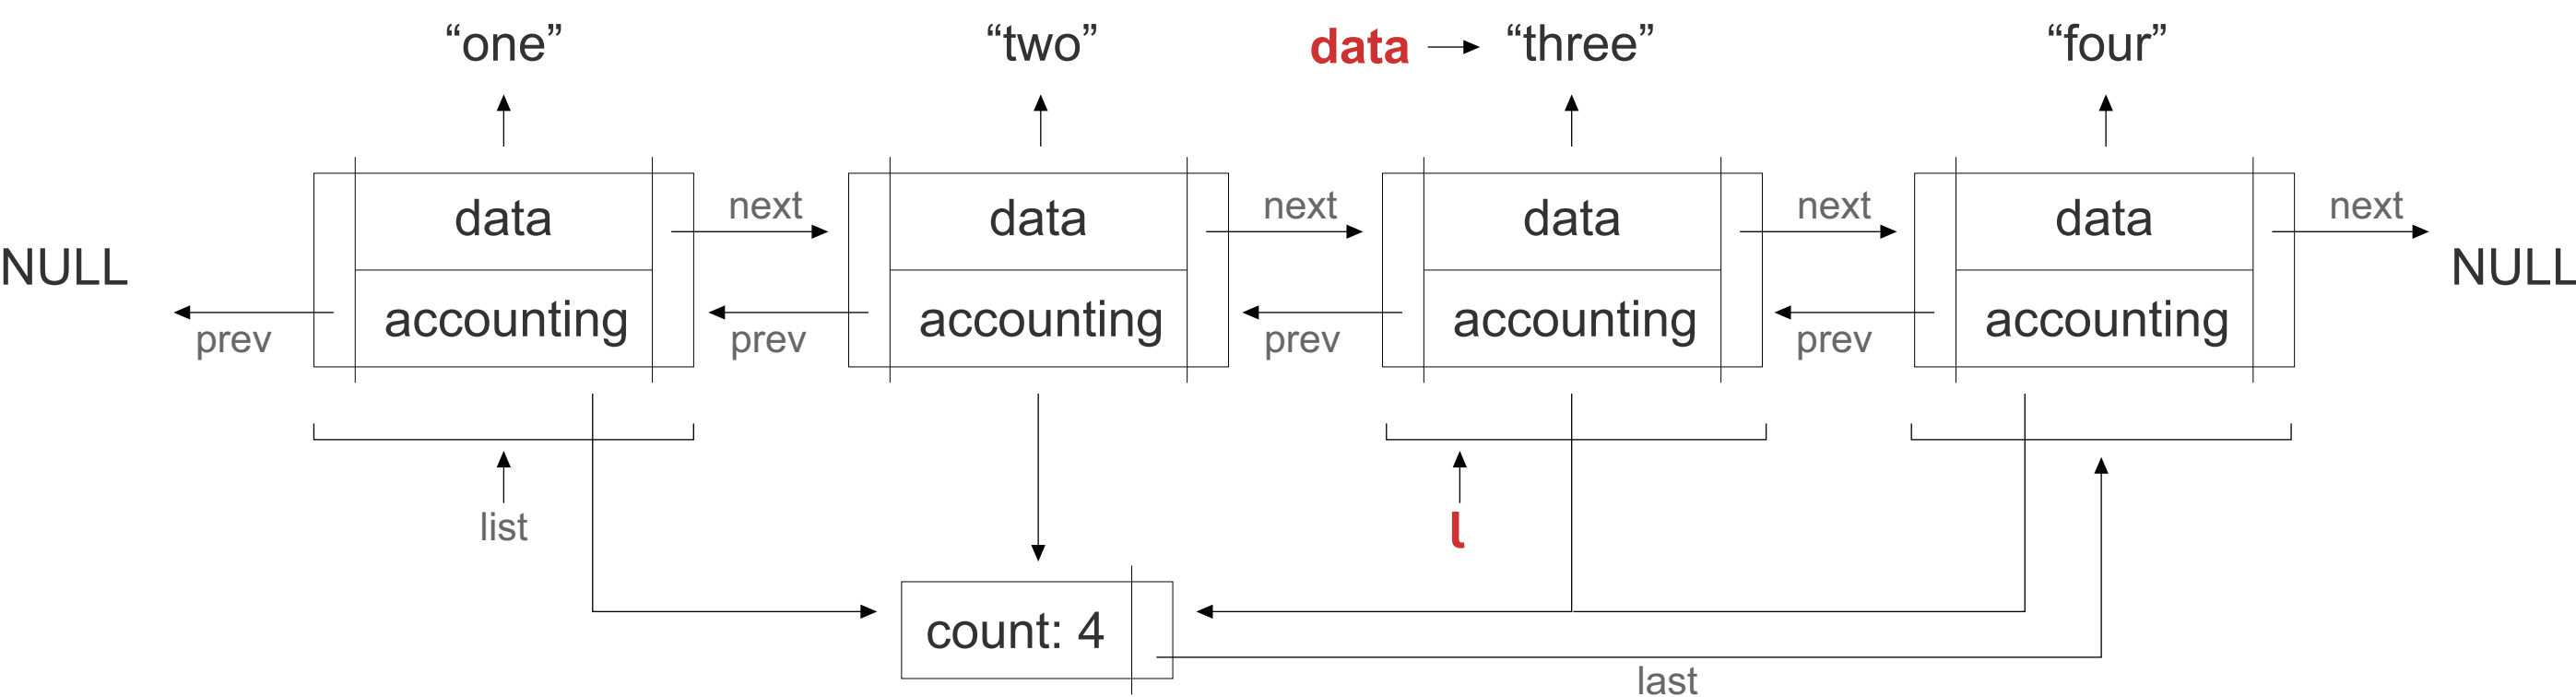 “one” “two” data “three” “four”
data next data next data next data next
NULL NULL
prev accounting prev accounting prev accounting prev accounting
list l
count: 4
last